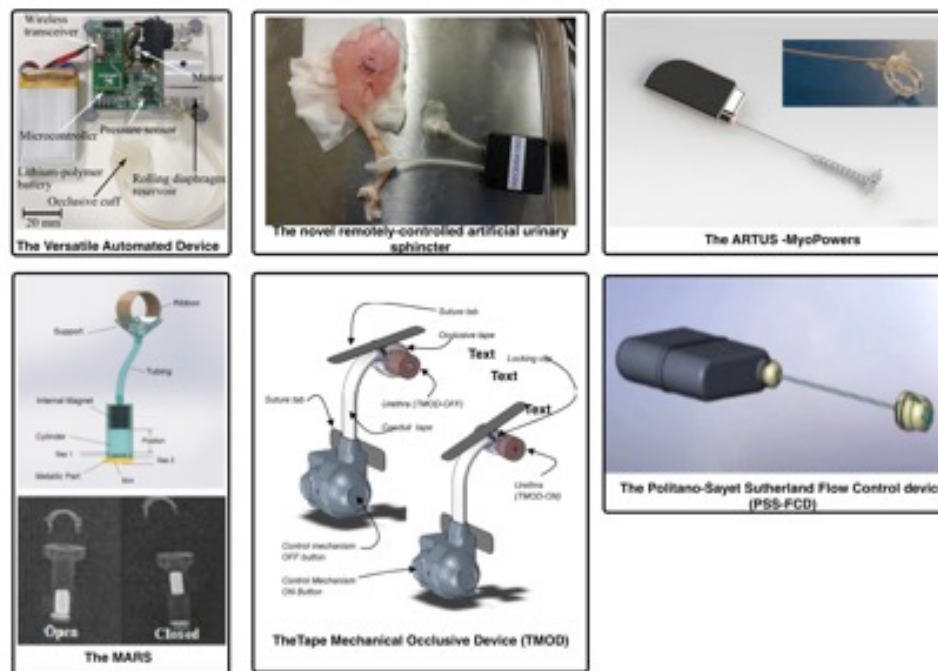 Wireless
transceiver
Motor
Microcontroller
Pressure sensor
Lithium-polymer
battery
Rolling diaphragm
reservoir
Occlusive cuff
20 mm
The Versatile Automated Device
The novel remotely-controlled artificial urinary
sphincter
The ARTUS -MyoPowers
Ribbon
Support
Tubing
Internal Magnet
Cylinder
Position
Metallic Part
Skin
Open
Closed
The MARS
Suture tab
Occlusive tape
Text
Locking clip
Text
Suture tab
Urethra (TMOD-OFF)
Text
Conduit tape
Urethra
(TMOD-ON)
Control mechanism
OFF button
Control Mechanism
ON Button
TheTape Mechanical Occlusive Device (TMOD)
The Politano-Sayet Sutherland Flow Control devic
(PSS-FCD)